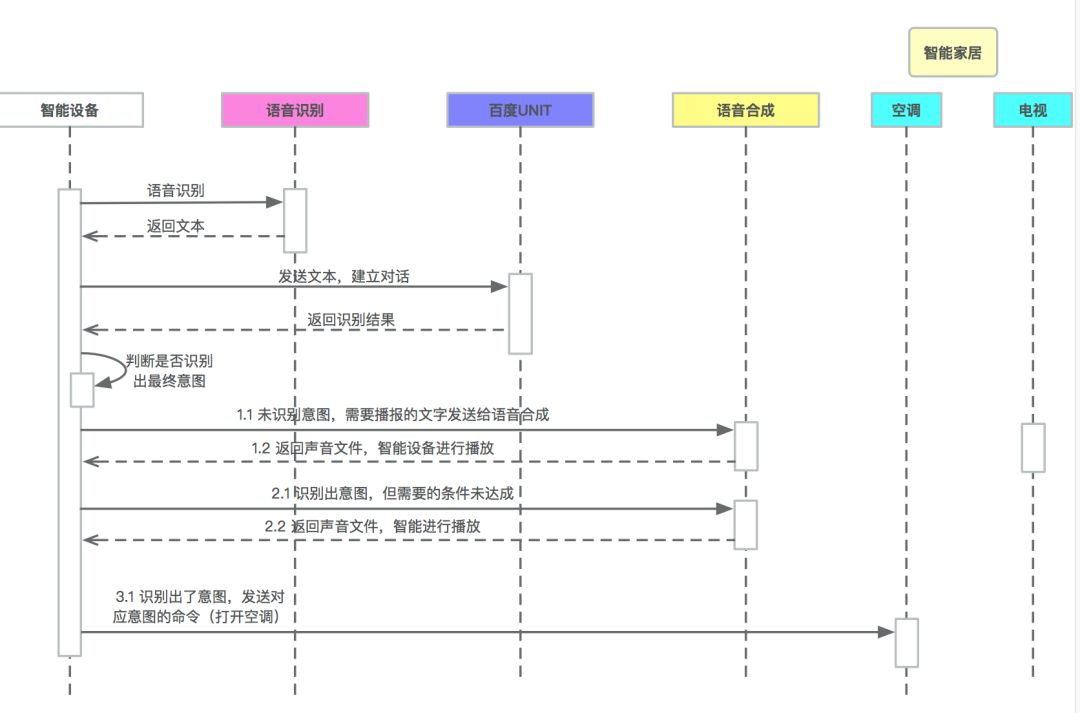 智能家居
智能设备
语音识别
百度UNIT
语音合成
空调
电视
语音识别
返回文本
发送文本，建立对话
返回识别结果
判断是否识别
出最终意图
1.1 未识别意图，需要播报的文字发送给语音合成
1.2 返回声音文件，智能设备进行播放
2.1 识别出意图，但需要的条件未达成
2.2 返回声音文件，智能进行播放
3.1 识别出了意图，发送对
应意图的命令（打开空调）